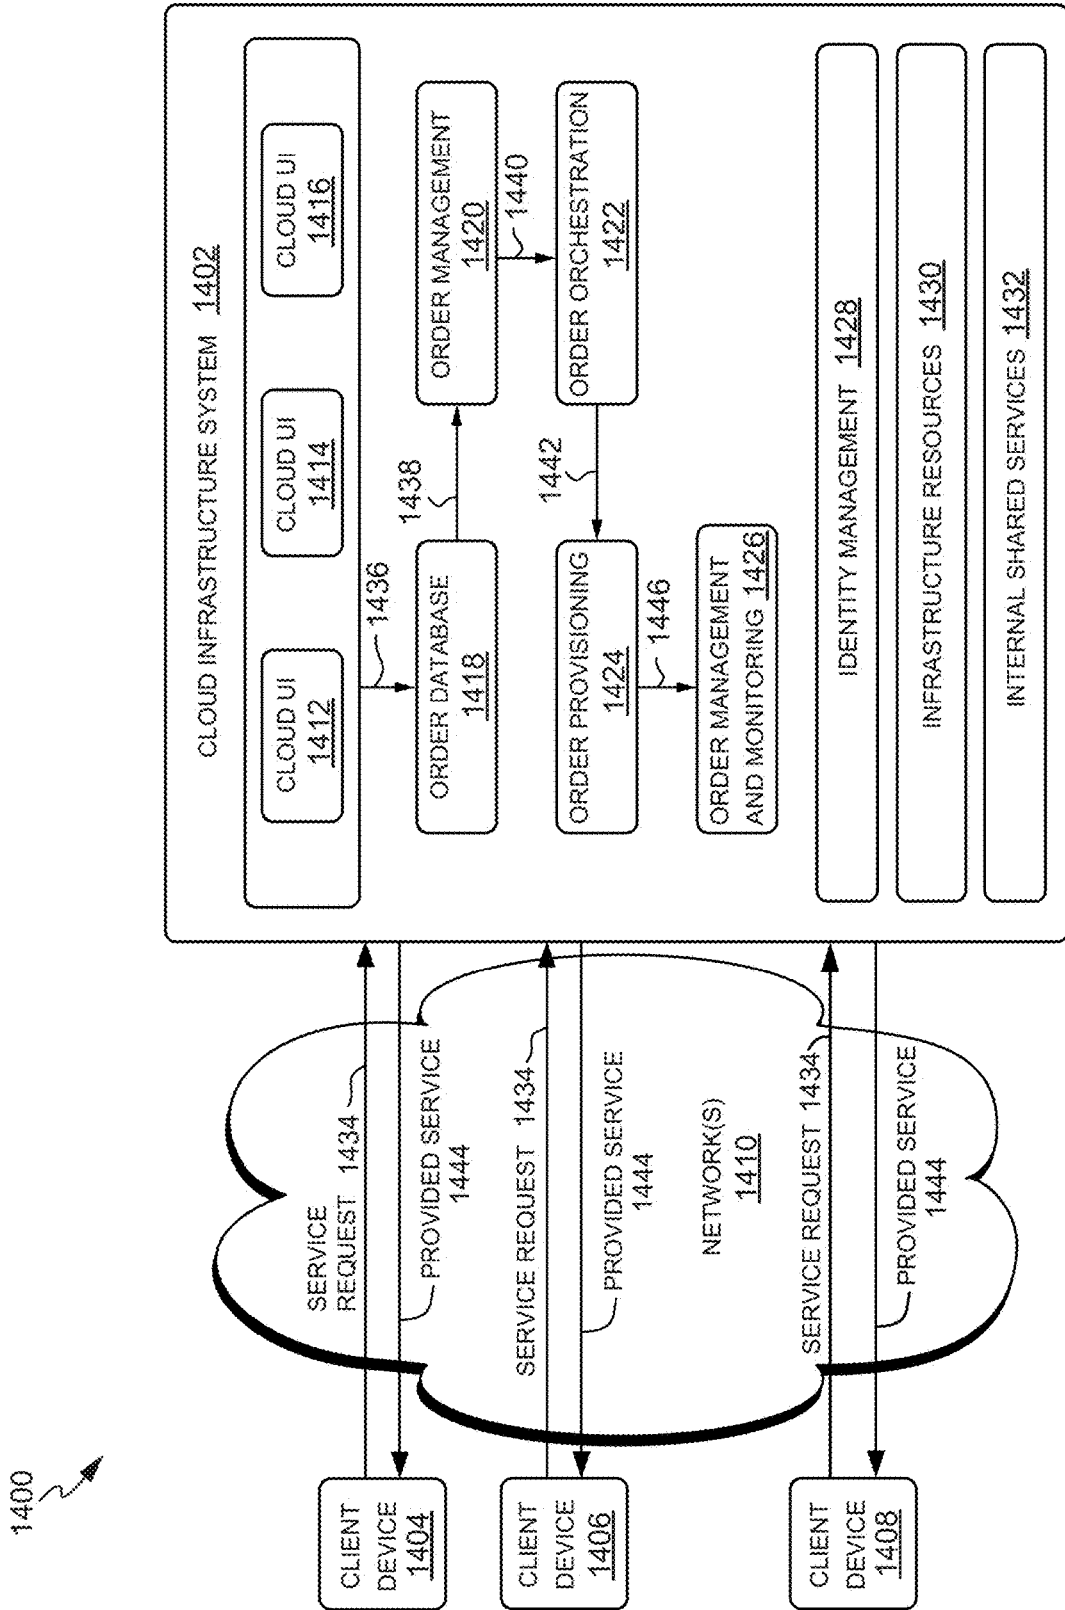 1400
CLIENT
DEVICE
1404
CLIENT
DEVICE
1406
CLIENT
DEVICE
1408
SERVICE
REQUEST 1434
PROVIDED SERVICE
1444
SERVICE REQUEST 1434
PROVIDED SERVICE
1444
NETWORK(S)
1410
SERVICE REQUEST 1434
PROVIDED SERVICE
1444
CLOUD INFRASTRUCTURE SYSTEM 1402
CLOUD UI
1412
CLOUD UI
1414
CLOUD UI
1416
1436
ORDER DATABASE
1418
1438
ORDER MANAGEMENT
1420
1440
ORDER PROVISIONING
1424
1442
ORDER ORCHESTRATION
1422
1446
ORDER MANAGEMENT
AND MONITORING 1426
IDENTITY MANAGEMENT 1428
INFRASTRUCTURE RESOURCES 1430
INTERNAL SHARED SERVICES 1432